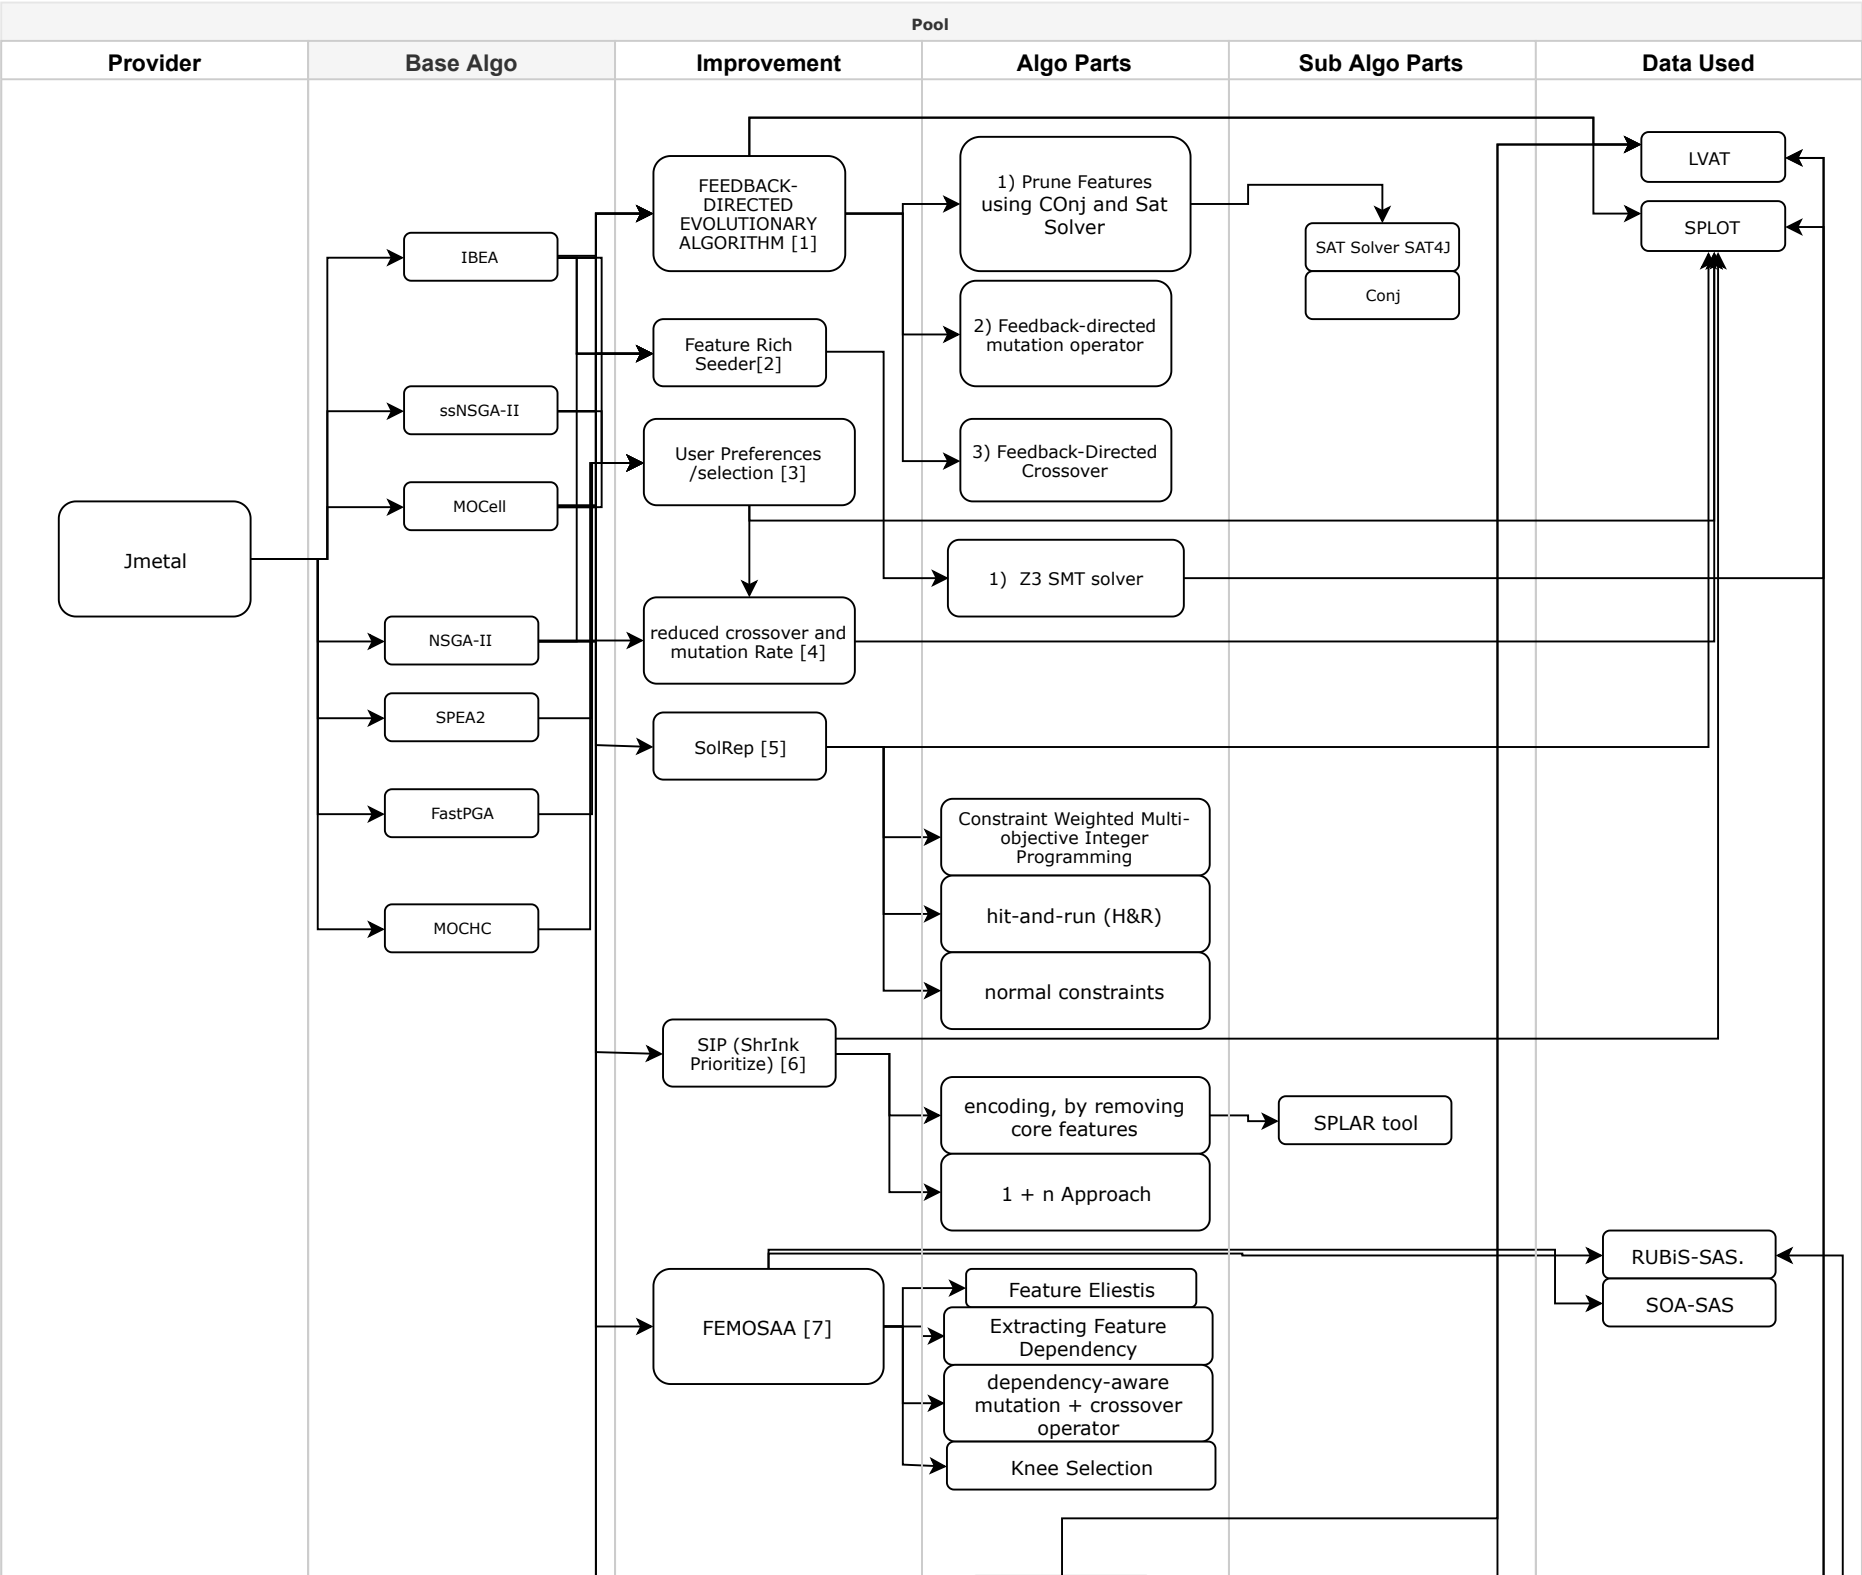 Pool
Provider
Base Algo
Improvement
Algo Parts
Sub Algo Parts
Data Used
Jmetal
IBEA
ssNSGA-II
MOCell
NSGA-II
SPEA2
FastPGA
MOCHC
FEEDBACK-
DIRECTED
EVOLUTIONARY
ALGORITHM [1]
Feature Rich
Seeder[2]
User Preferences
/selection [3]
reduced crossover and
mutation Rate [4]
SolRep [5]
SIP (ShrInk
Prioritize) [6]
FEMOSAA [7]
1) Prune Features
using COnj and Sat
Solver
2) Feedback-directed
mutation operator
3) Feedback-Directed
Crossover
1)  Z3 SMT solver
Constraint Weighted Multi-
objective Integer
Programming
hit-and-run (H&R)
normal constraints
encoding, by removing
core features
1 + n Approach
Feature Eliestis
Extracting Feature
Dependency
dependency-aware
mutation + crossover
operator
Knee Selection
SAT Solver SAT4J
Conj
SPLAR tool
LVAT
SPLOT
RUBiS-SAS.
SOA-SAS